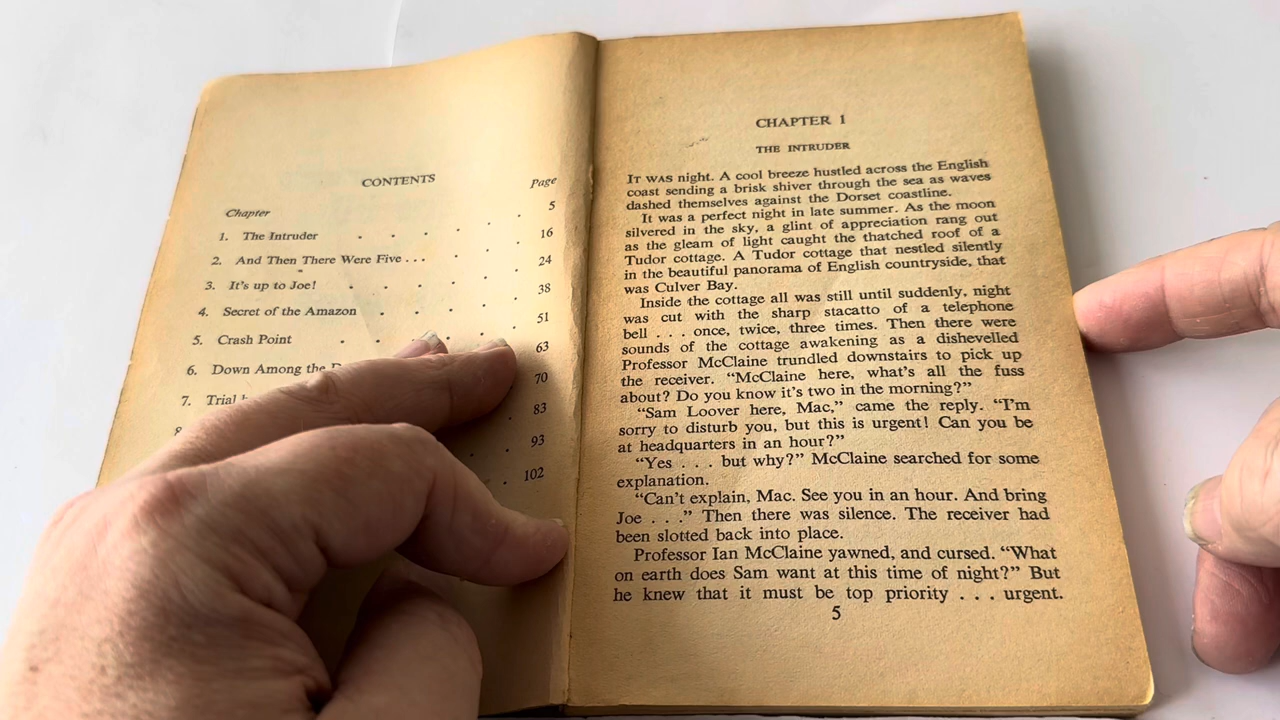 CONTENTS
Page
Chapter
5
1. The Intruder . . . . .
16
2. And Then There Were Five . . .
24
3. It's up to Joe!
38
4. Secret of the Amazon
51
5. Crash Point
63
6. Down Among the
70
7. Trial
83
93
102
CHAPTER 1
THE INTRUDER
IT WAS night. A cool breeze hustled across the English
coast sending a brisk shiver through the sea as waves
dashed themselves against the Dorset coastline.
It was a perfect night in late summer. As the moon
silvered in the sky, a glint of appreciation rang out
as the gleam of light caught the thatched roof of a
Tudor cottage. A Tudor cottage that nestled silently
in the beautiful panorama of English countryside, that
was Culver Bay.
Inside the cottage all was still until suddenly, night
was cut with the sharp stacatto of a telephone
bell . . . once, twice, three times. Then there were
sounds of the cottage awakening as a dishevelled
Professor McClaine trundled downstairs to pick up
the receiver. “McClaine here, what's all the fuss
about? Do you know it's two in the morning?”
“Sam Loover here, Mac,” came the reply. “I'm
sorry to disturb you, but this is urgent! Can you be
at headquarters in an hour?”
“Yes . . . but why?” McClaine searched for some
explanation.
“Can't explain, Mac. See you in an hour. And bring
Joe . . .” Then there was silence. The receiver had
been slotted back into place.
Professor Ian McClaine yawned, and cursed. “What
on earth does Sam want at this time of night?” But
he knew that it must be top priority . . . urgent.
5